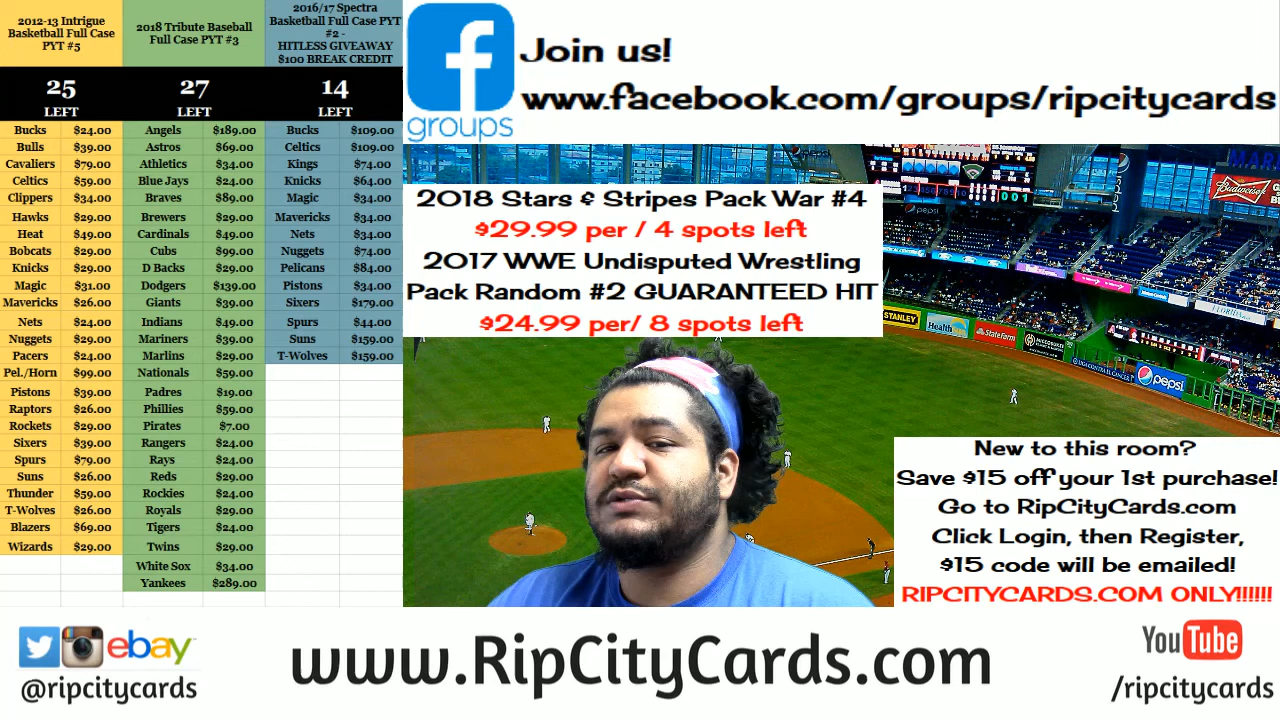 2012-13 Intrigue
Basketball Full Case
PYT #5
25
LEFT
Bucks $24.00
Bulls $39.00
Cavaliers $79.00
Celtics $59.00
Clippers $34.00
Hawks $29.00
Heat $49.00
Bobcats $29.00
Knicks $29.00
Magic $31.00
Mavericks $26.00
Nets $24.00
Nuggets $29.00
Pacers $24.00
Pel./Horn $99.00
Pistons $39.00
Raptors $26.00
Rockets $29.00
Sixers $39.00
Spurs $79.00
Suns $26.00
Thunder $59.00
T-Wolves $26.00
Blazers $69.00
Wizards $29.00
2018 Tribute Baseball
Full Case PYT #3
27
LEFT
Angels $189.00
Astros $69.00
Athletics $34.00
Blue Jays $24.00
Braves $89.00
Brewers $29.00
Cardinals $49.00
Cubs $99.00
D Backs $29.00
Dodgers $139.00
Giants $39.00
Indians $49.00
Mariners $39.00
Marlins $29.00
Nationals $59.00
Padres $19.00
Phillies $59.00
Pirates $7.00
Rangers $24.00
Rays $24.00
Reds $29.00
Rockies $24.00
Royals $29.00
Tigers $24.00
Twins $29.00
White Sox $34.00
Yankees $289.00
2016/17 Spectra
Basketball Full Case PYT
#2 -
HITLESS GIVEAWAY
$100 BREAK CREDIT
14
LEFT
Bucks $109.00
Celtics $109.00
Kings $74.00
Knicks $64.00
Magic $34.00
Mavericks $34.00
Nets $34.00
Nuggets $74.00
Pelicans $84.00
Pistons $34.00
Sixers $179.00
Spurs $44.00
Suns $159.00
T-Wolves $159.00
f
groups
Join us!
www.facebook.com/groups/ripcitycards
2018 Stars & Stripes Pack War #4
$29.99 per / 4 spots left
2017 WWE Undisputed Wrestling
Pack Random #2 GUARANTEED HIT
$24.99 per/ 8 spots left
pepsi
Budweiser
STANLEY
Health
StateFarm
pepsi
New to this room?
Save $15 off your 1st purchase!
Go to RipCityCards.com
Click Login, then Register,
$15 code will be emailed!
RIPCITYCARDS.COM ONLY!!!!!!
ebay
@ripcitycards
www.RipCityCards.com
YouTube
/ripcitycards